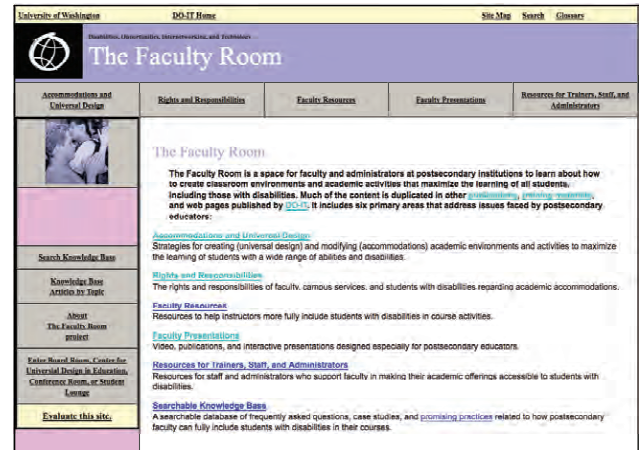 University of Washington DO-IT Home Site Map Search Glossary
Disabilities, Opportunities, Internetworking, and Technology
The Faculty Room
Accommodations and
Universal Design
Rights and Responsibilities
Faculty Resources
Faculty Presentations
Resources for Trainers, Staff, and
Administrators
Search Knowledge Base
Knowledge Base
Articles by Topic
About
The Faculty Room
project
Enter Board Room, Center for
Universal Design in Education,
Conference Room, or Student
Lounge
Evaluate this site.
The Faculty Room
The Faculty Room is a space for faculty and administrators at postsecondary institutions to learn about how
to create classroom environments and academic activities that maximize the learning of all students,
including those with disabilities. Much of the content is duplicated in other publications, training materials,
and web pages published by DO-IT. It includes six primary areas that address issues faced by postsecondary
educators:
Accommodations and Universal Design
Strategies for creating (universal design) and modifying (accommodations) academic environments and activities to maximize
the learning of students with a wide range of abilities and disabilities.
Rights and Responsibilities
The rights and responsibilities of faculty, campus services, and students with disabilities regarding academic accommodations.
Faculty Resources
Resources to help instructors more fully include students with disabilities in course activities.
Faculty Presentations
Video, publications, and interactive presentations designed especially for postsecondary educators.
Resources for Trainers, Staff, and Administrators
Resources for staff and administrators who support faculty in making their academic offerings accessible to students with
disabilities.
Searchable Knowledge Base
A searchable database of frequently asked questions, case studies, and promising practices related to how postsecondary
faculty can fully include students with disabilities in their courses.